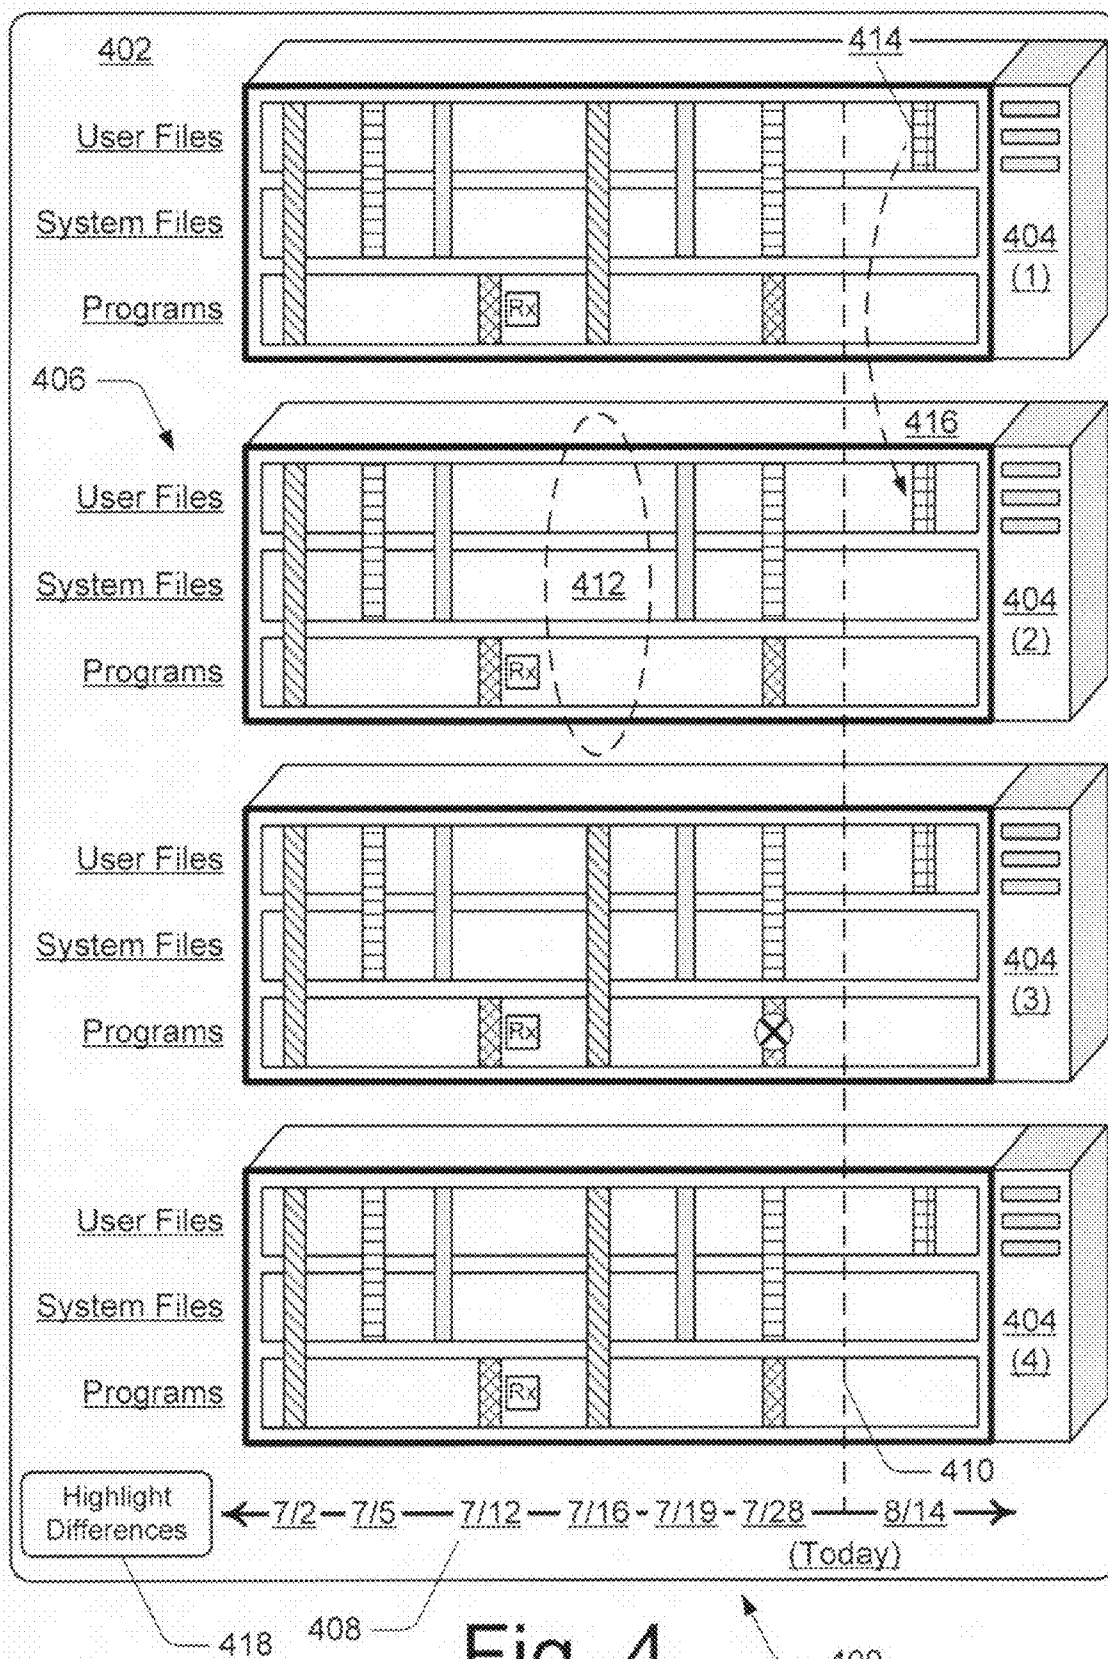 402
414
User Files
System Files
Programs
Rx
404
(1)
406
416
User Files
System Files
Programs
412
Rx
404
(2)
User Files
System Files
Programs
Rx
404
(3)
User Files
System Files
Programs
Rx
404
(4)
410
Highlight
Differences
7/2 7/5 7/12 7/16 7/19 7/28 8/14
(Today)
418
408